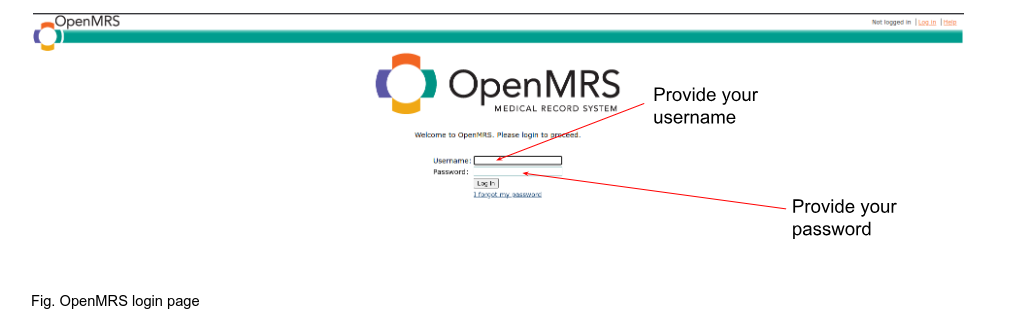 OpenMRS
Not logged in | Log in | Help
OpenMRS
MEDICAL RECORD SYSTEM
Provide your
username
Welcome to OpenMRS. Please login to proceed.
Username:
Password:
Log In
I forgot my password
Provide your
password
Fig. OpenMRS login page